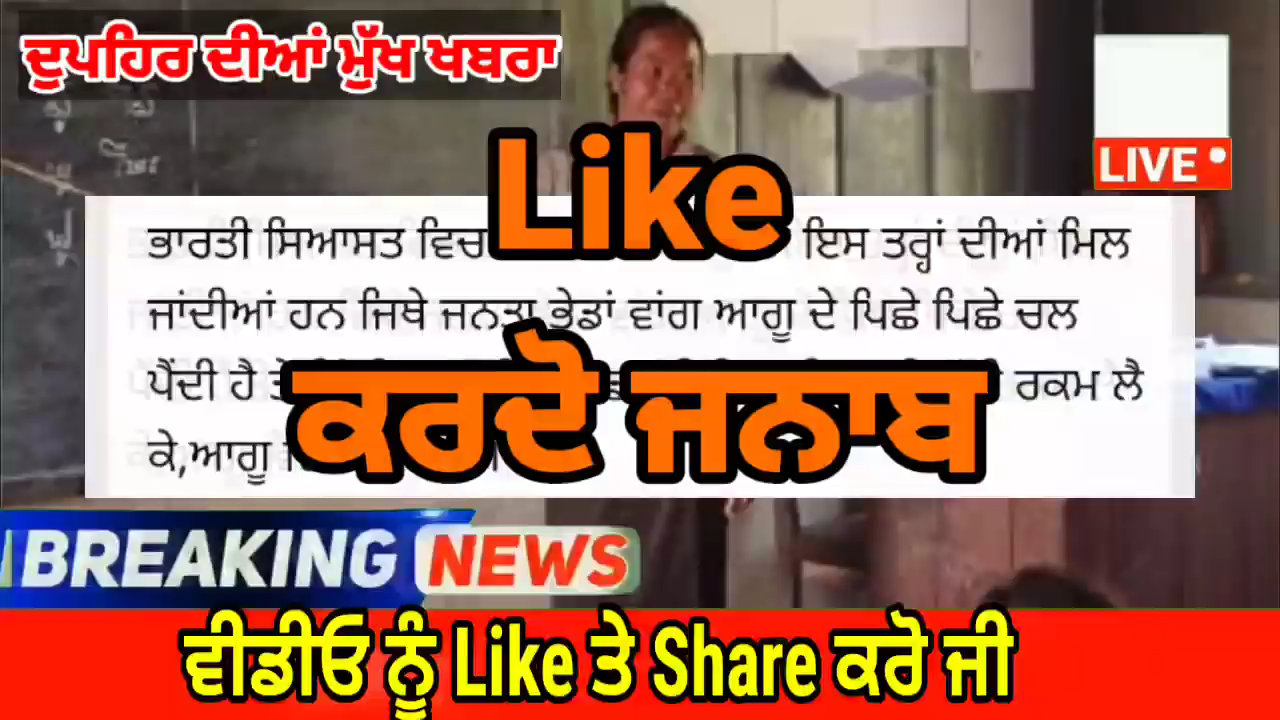 ਦੁਪਹਿਰ ਦੀਆਂ ਮੁੱਖ ਖਬਰਾ
LIVE
Like
ਭਾਰਤੀ ਸਿਆਸਤ ਵਿਚ ਇਸ ਤਰ੍ਹਾਂ ਦੀਆਂ ਮਿਲ
ਜਾਂਦੀਆਂ ਹਨ ਜਿਥੇ ਜਨਤਾ ਭੇਡਾਂ ਵਾਂਗ ਆਗੂ ਦੇ ਪਿਛੇ ਪਿਛੇ ਚਲ
ਪੈਂਦੀ ਹੈ ਰਕਮ ਲੈ
ਕਰਦੋ ਜਨਾਬ
ਕੇ,ਆਗੂ
BREAKING NEWS
ਵੀਡੀਓ ਨੂੰ Like ਤੇ Share ਕਰੋ ਜੀ